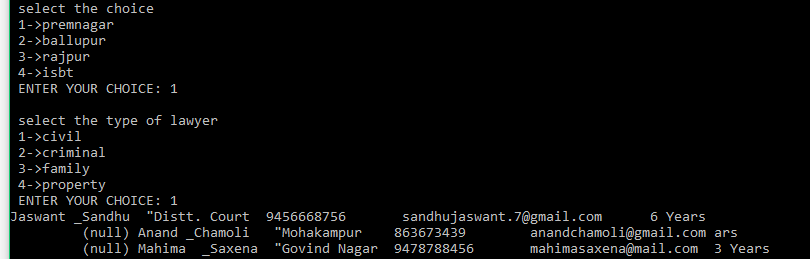 select the choice
1->premnagar
2->ballupur
3->rajpur
4->isbt
ENTER YOUR CHOICE: 1
select the type of lawyer
1->civil
2->criminal
3->family
4->property
ENTER YOUR CHOICE: 1
Jaswant _Sandhu "Distt. Court 9456668756 sandhujaswant.7@gmail.com 6 Years
(null) Anand _Chamoli "Mohakampur 863673439 anandchamoli@gmail.com ars
(null) Mahima _Saxena "Govind Nagar 9478788456 mahimasaxena@mail.com 3 Years